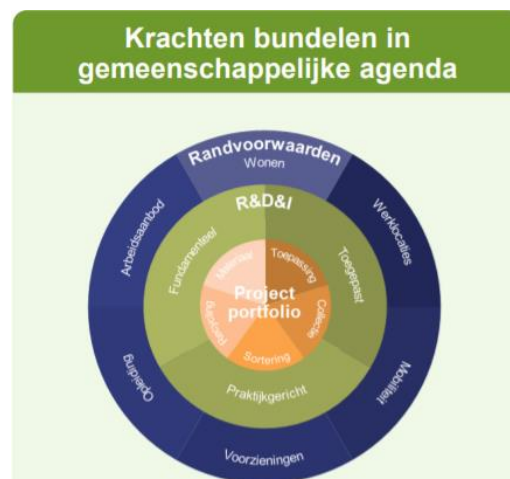 Krachten bundelen in
gemeenschappelijke agenda
Randvoorwaarden
Wonen
Werklocaties
Mobiliteit
Voorzieningen
Opleiding
Arbeidsaanbod
R&D&I
Fundamenteel
Toegepast
Praktijkgericht
Materiaal
Toepassing
Collectie
Sortering
Recycling
Project
portfolio